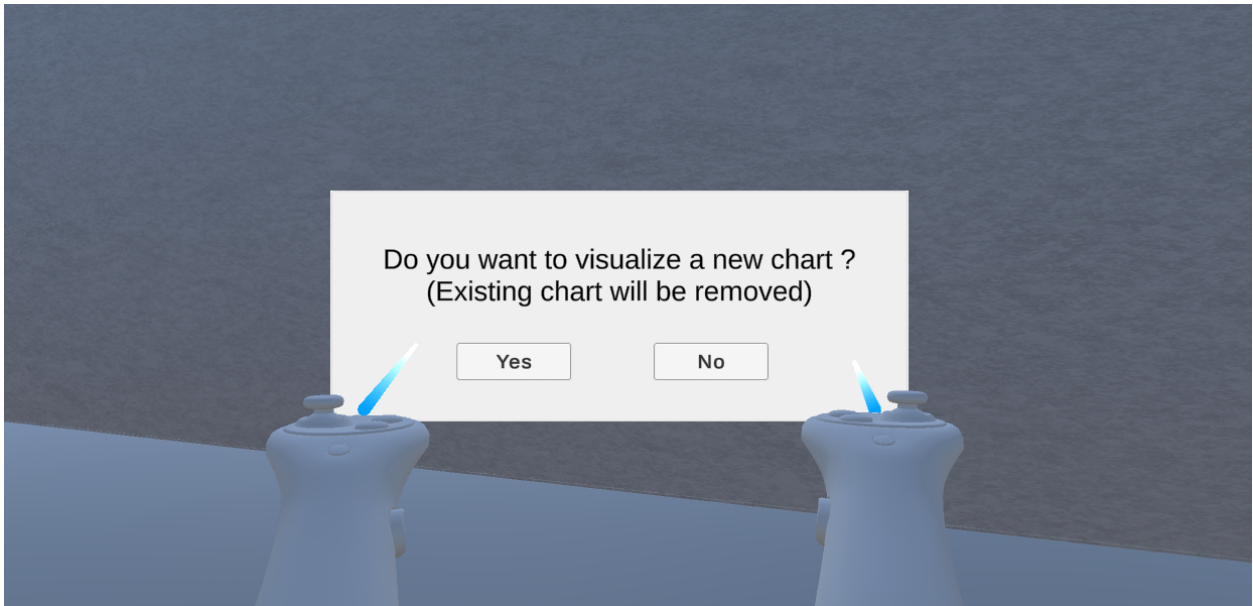 Do you want to visualize a new chart ?
(Existing chart will be removed)
Yes No